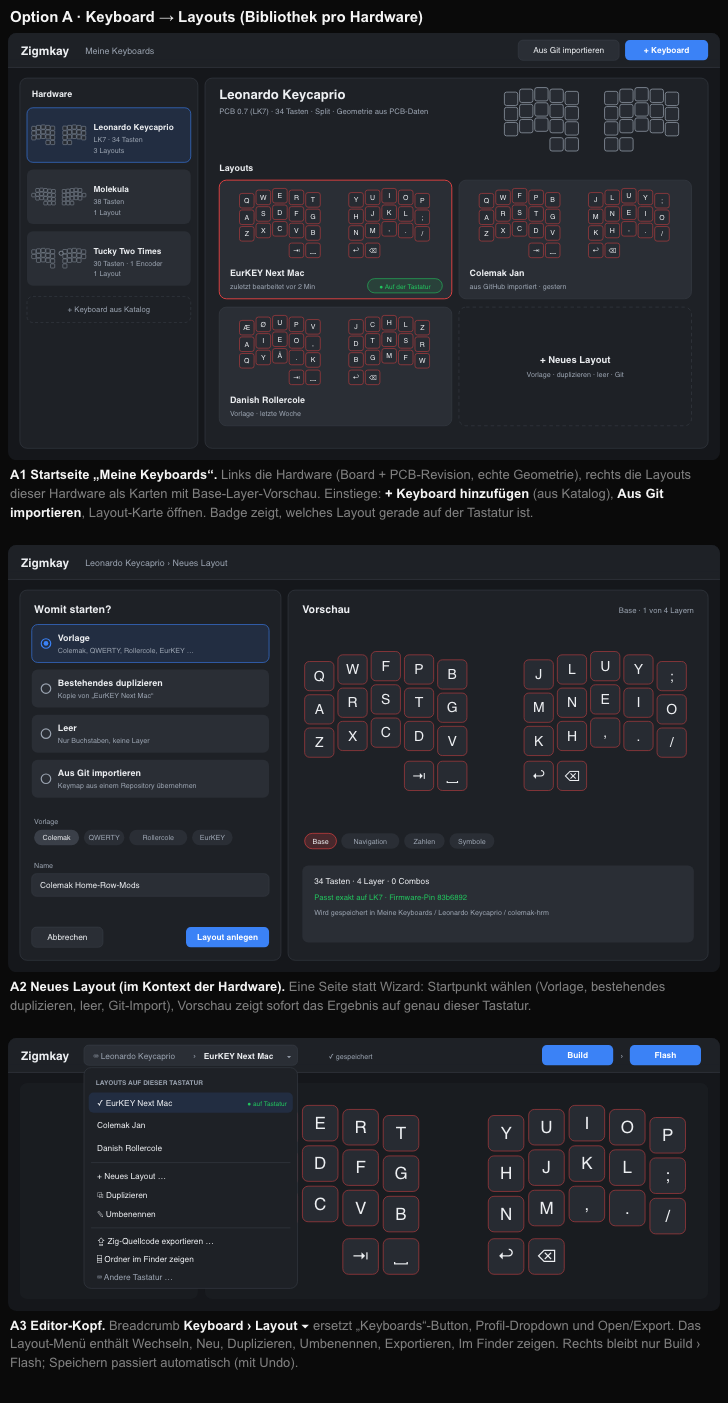 Option A · Keyboard → Layouts (Bibliothek pro Hardware)
Zigmkay
Meine Keyboards
Aus Git importieren
+ Keyboard
Hardware
Leonardo Keycaprio
LK7 · 34 Tasten
3 Layouts
Molekula
38 Tasten
1 Layout
Tucky Two Times
30 Tasten · 1 Encoder
1 Layout
+ Keyboard aus Katalog
Leonardo Keycaprio
PCB 0.7 (LK7) · 34 Tasten · Split · Geometrie aus PCB-Daten
Layouts
Q W E R T Y U I O P
A S D F G H J K L ;
Z X C V B N M , . /
⇥ ⎵ ↩ ⌫
EurKEY Next Mac
zuletzt bearbeitet vor 2 Min
● Auf der Tastatur
Q W F P B J L U Y ;
A R S T G M N E I O
Z X C D V K H , . /
⇥ ⎵ ↩ ⌫
Colemak Jan
aus GitHub importiert · gestern
Æ Ø U P V J C H L Z
A I E O , D T N S R
Q Y Å . K B G M F W
⇥ ⎵ ↩ ⌫
Danish Rollercole
Vorlage · letzte Woche
+ Neues Layout
Vorlage · duplizieren · leer · Git
A1 Startseite „Meine Keyboards“. Links die Hardware (Board + PCB-Revision, echte Geometrie), rechts die Layouts
dieser Hardware als Karten mit Base-Layer-Vorschau. Einstiege: + Keyboard hinzufügen (aus Katalog), Aus Git
importieren, Layout-Karte öffnen. Badge zeigt, welches Layout gerade auf der Tastatur ist.
Zigmkay
Leonardo Keycaprio › Neues Layout
Womit starten?
Vorlage
Colemak, QWERTY, Rollercole, EurKEY …
Bestehendes duplizieren
Kopie von „EurKEY Next Mac“
Leer
Nur Buchstaben, keine Layer
Aus Git importieren
Keymap aus einem Repository übernehmen
Vorlage
Colemak
QWERTY
Rollercole
EurKEY
Name
Colemak Home-Row-Mods
Abbrechen
Layout anlegen
Vorschau
Base · 1 von 4 Layern
Q W F P B J L U Y ;
A R S T G M N E I O
Z X C D V K H , . /
⇥ ⎵ ↩ ⌫
Base
Navigation
Zahlen
Symbole
34 Tasten · 4 Layer · 0 Combos
Passt exakt auf LK7 · Firmware-Pin 83b6892
Wird gespeichert in Meine Keyboards / Leonardo Keycaprio / colemak-hrm
A2 Neues Layout (im Kontext der Hardware). Eine Seite statt Wizard: Startpunkt wählen (Vorlage, bestehendes
duplizieren, leer, Git-Import), Vorschau zeigt sofort das Ergebnis auf genau dieser Tastatur.
Zigmkay
⌨ Leonardo Keycaprio › EurKEY Next Mac ▾
✓ gespeichert
Build
›
Flash
LAYOUTS AUF DIESER TASTATUR
✓ EurKEY Next Mac
● auf Tastatur
Colemak Jan
Danish Rollercole
+ Neues Layout …
⧉ Duplizieren
✎ Umbenennen
⇪ Zig-Quellcode exportieren …
⌸ Ordner im Finder zeigen
⌨ Andere Tastatur …
E R T Y U I O P
D F G H J K L ;
C V B N M , . /
⇥ ⎵ ↩ ⌫
A3 Editor-Kopf. Breadcrumb Keyboard › Layout ▾ ersetzt „Keyboards“-Button, Profil-Dropdown und Open/Export. Das
Layout-Menü enthält Wechseln, Neu, Duplizieren, Umbenennen, Exportieren, Im Finder zeigen. Rechts bleibt nur Build ›
Flash; Speichern passiert automatisch (mit Undo).